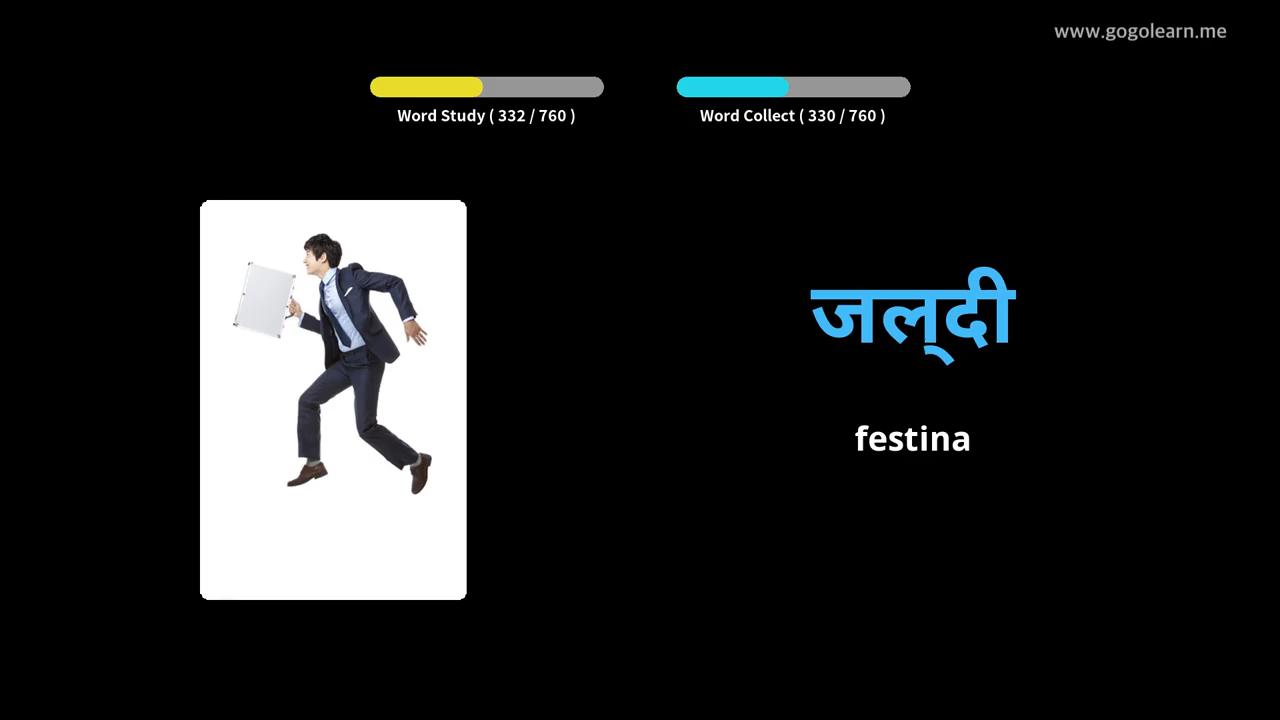 www.gogolearn.me
Word Study ( 332 / 760 )
Word Collect ( 330 / 760 )
जल्दी
festina